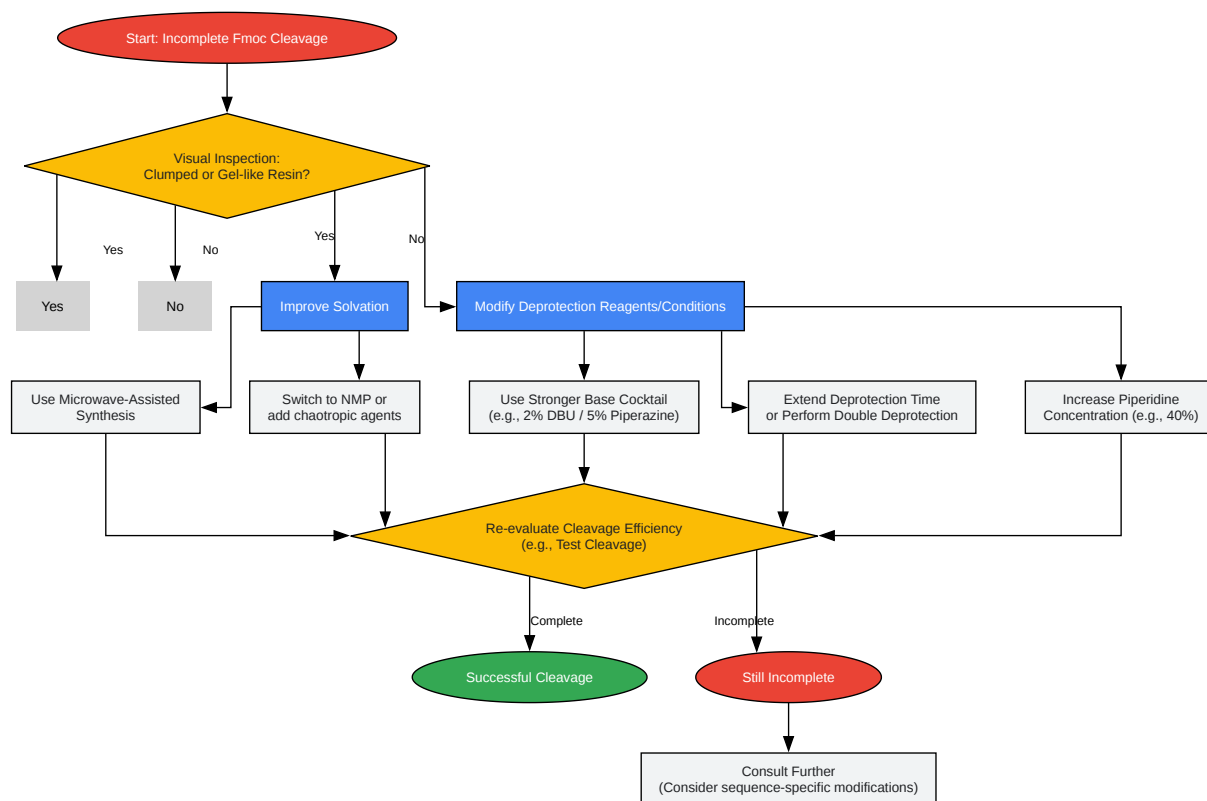 Start: Incomplete Fmoc Cleavage
Visual Inspection:
Clumped or Gel-like Resin?
Yes
No
Yes
No
Yes
No
Improve Solvation
Modify Deprotection Reagents/Conditions
Use Microwave-Assisted
Synthesis
Switch to NMP or
add chaotropic agents
Use Stronger Base Cocktail
(e.g., 2% DBU / 5% Piperazine)
Extend Deprotection Time
or Perform Double Deprotection
Increase Piperidine
Concentration (e.g., 40%)
Re-evaluate Cleavage Efficiency
(e.g., Test Cleavage)
Complete
Incomplete
Successful Cleavage
Still Incomplete
Consult Further
(Consider sequence-specific modifications)